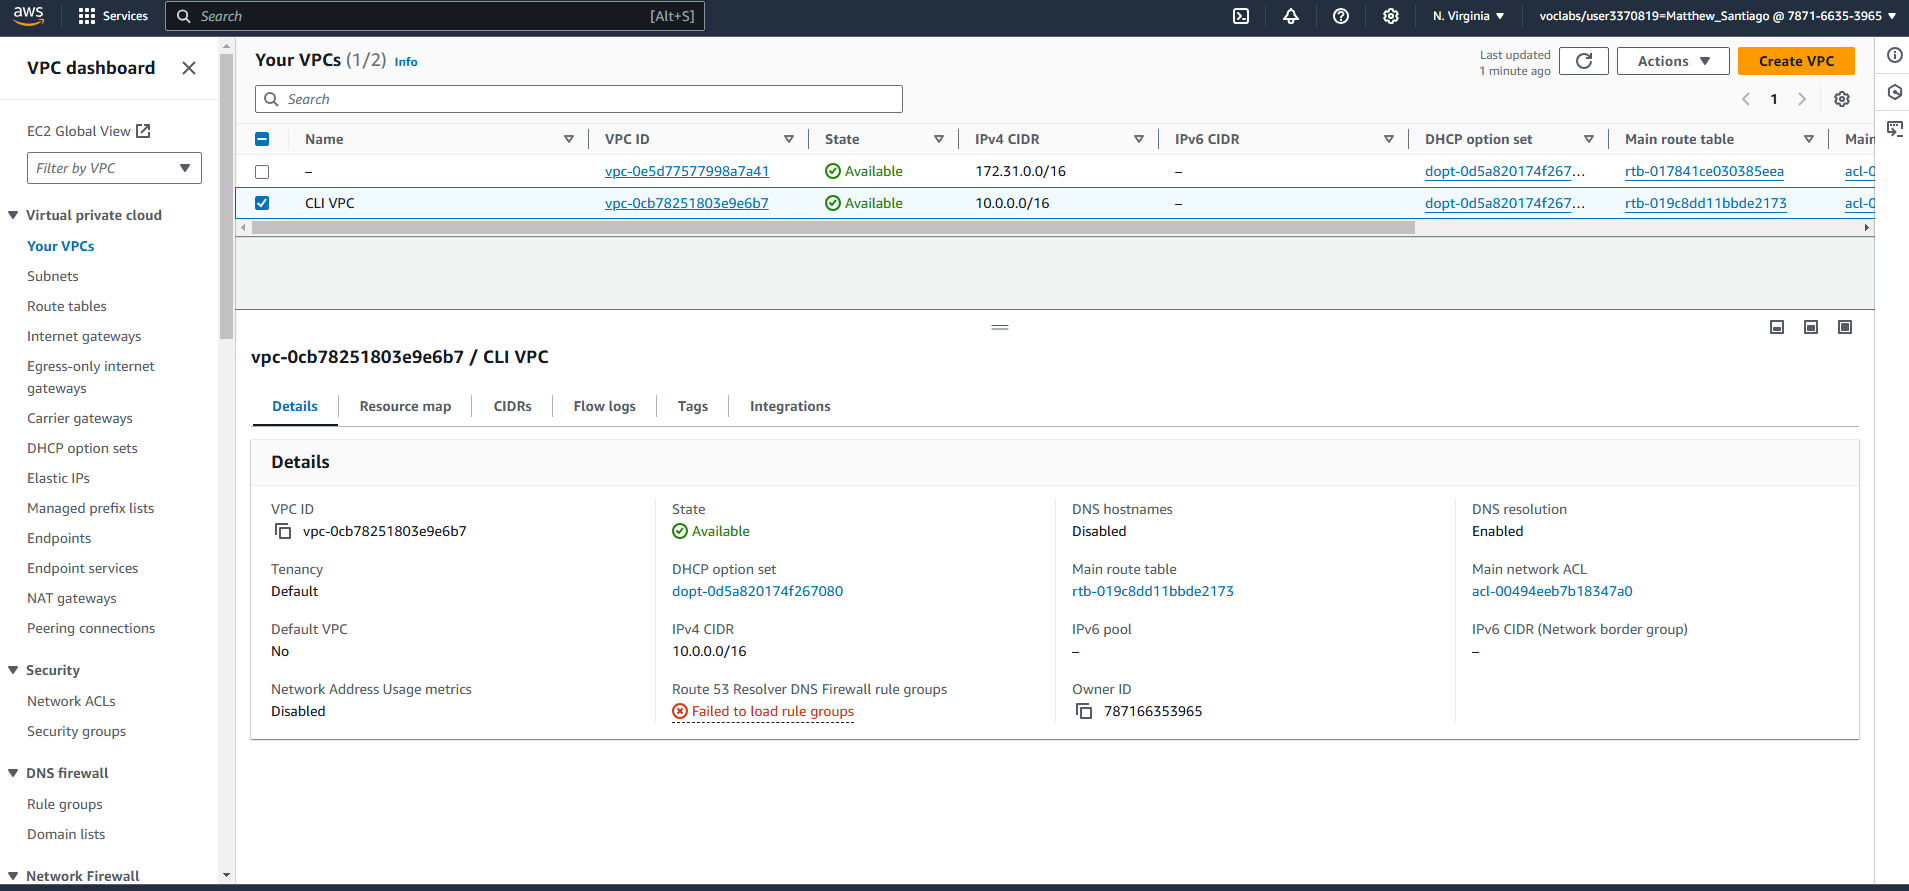 aws
Services
Search [Alt+S]
N. Virginia
voclabs/user3370819=Matthew_Santiago @ 7871-6635-3965
VPC dashboard
EC2 Global View
Filter by VPC
Virtual private cloud
Your VPCs
Subnets
Route tables
Internet gateways
Egress-only internet
gateways
Carrier gateways
DHCP option sets
Elastic IPs
Managed prefix lists
Endpoints
Endpoint services
NAT gateways
Peering connections
Security
Network ACLs
Security groups
DNS firewall
Rule groups
Domain lists
Network Firewall
Your VPCs (1/2) Info
Last updated
1 minute ago
Actions
Create VPC
Search
1
Name VPC ID State IPv4 CIDR IPv6 CIDR DHCP option set Main route table Main
– vpc-0e5d77577998a7a41 Available 172.31.0.0/16 – dopt-0d5a820174f267… rtb-017841ce030385eea acl-0
CLI VPC vpc-0cb78251803e9e6b7 Available 10.0.0.0/16 – dopt-0d5a820174f267… rtb-019c8dd11bbde2173 acl-0
vpc-0cb78251803e9e6b7 / CLI VPC
Details Resource map CIDRs Flow logs Tags Integrations
Details
VPC ID State DNS hostnames DNS resolution
vpc-0cb78251803e9e6b7 Available Disabled Enabled
Tenancy DHCP option set Main route table Main network ACL
Default dopt-0d5a820174f267080 rtb-019c8dd11bbde2173 acl-00494eeb7b18347a0
Default VPC IPv4 CIDR IPv6 pool IPv6 CIDR (Network border group)
No 10.0.0.0/16 – –
Network Address Usage metrics Route 53 Resolver DNS Firewall rule groups Owner ID
Disabled Failed to load rule groups 787166353965